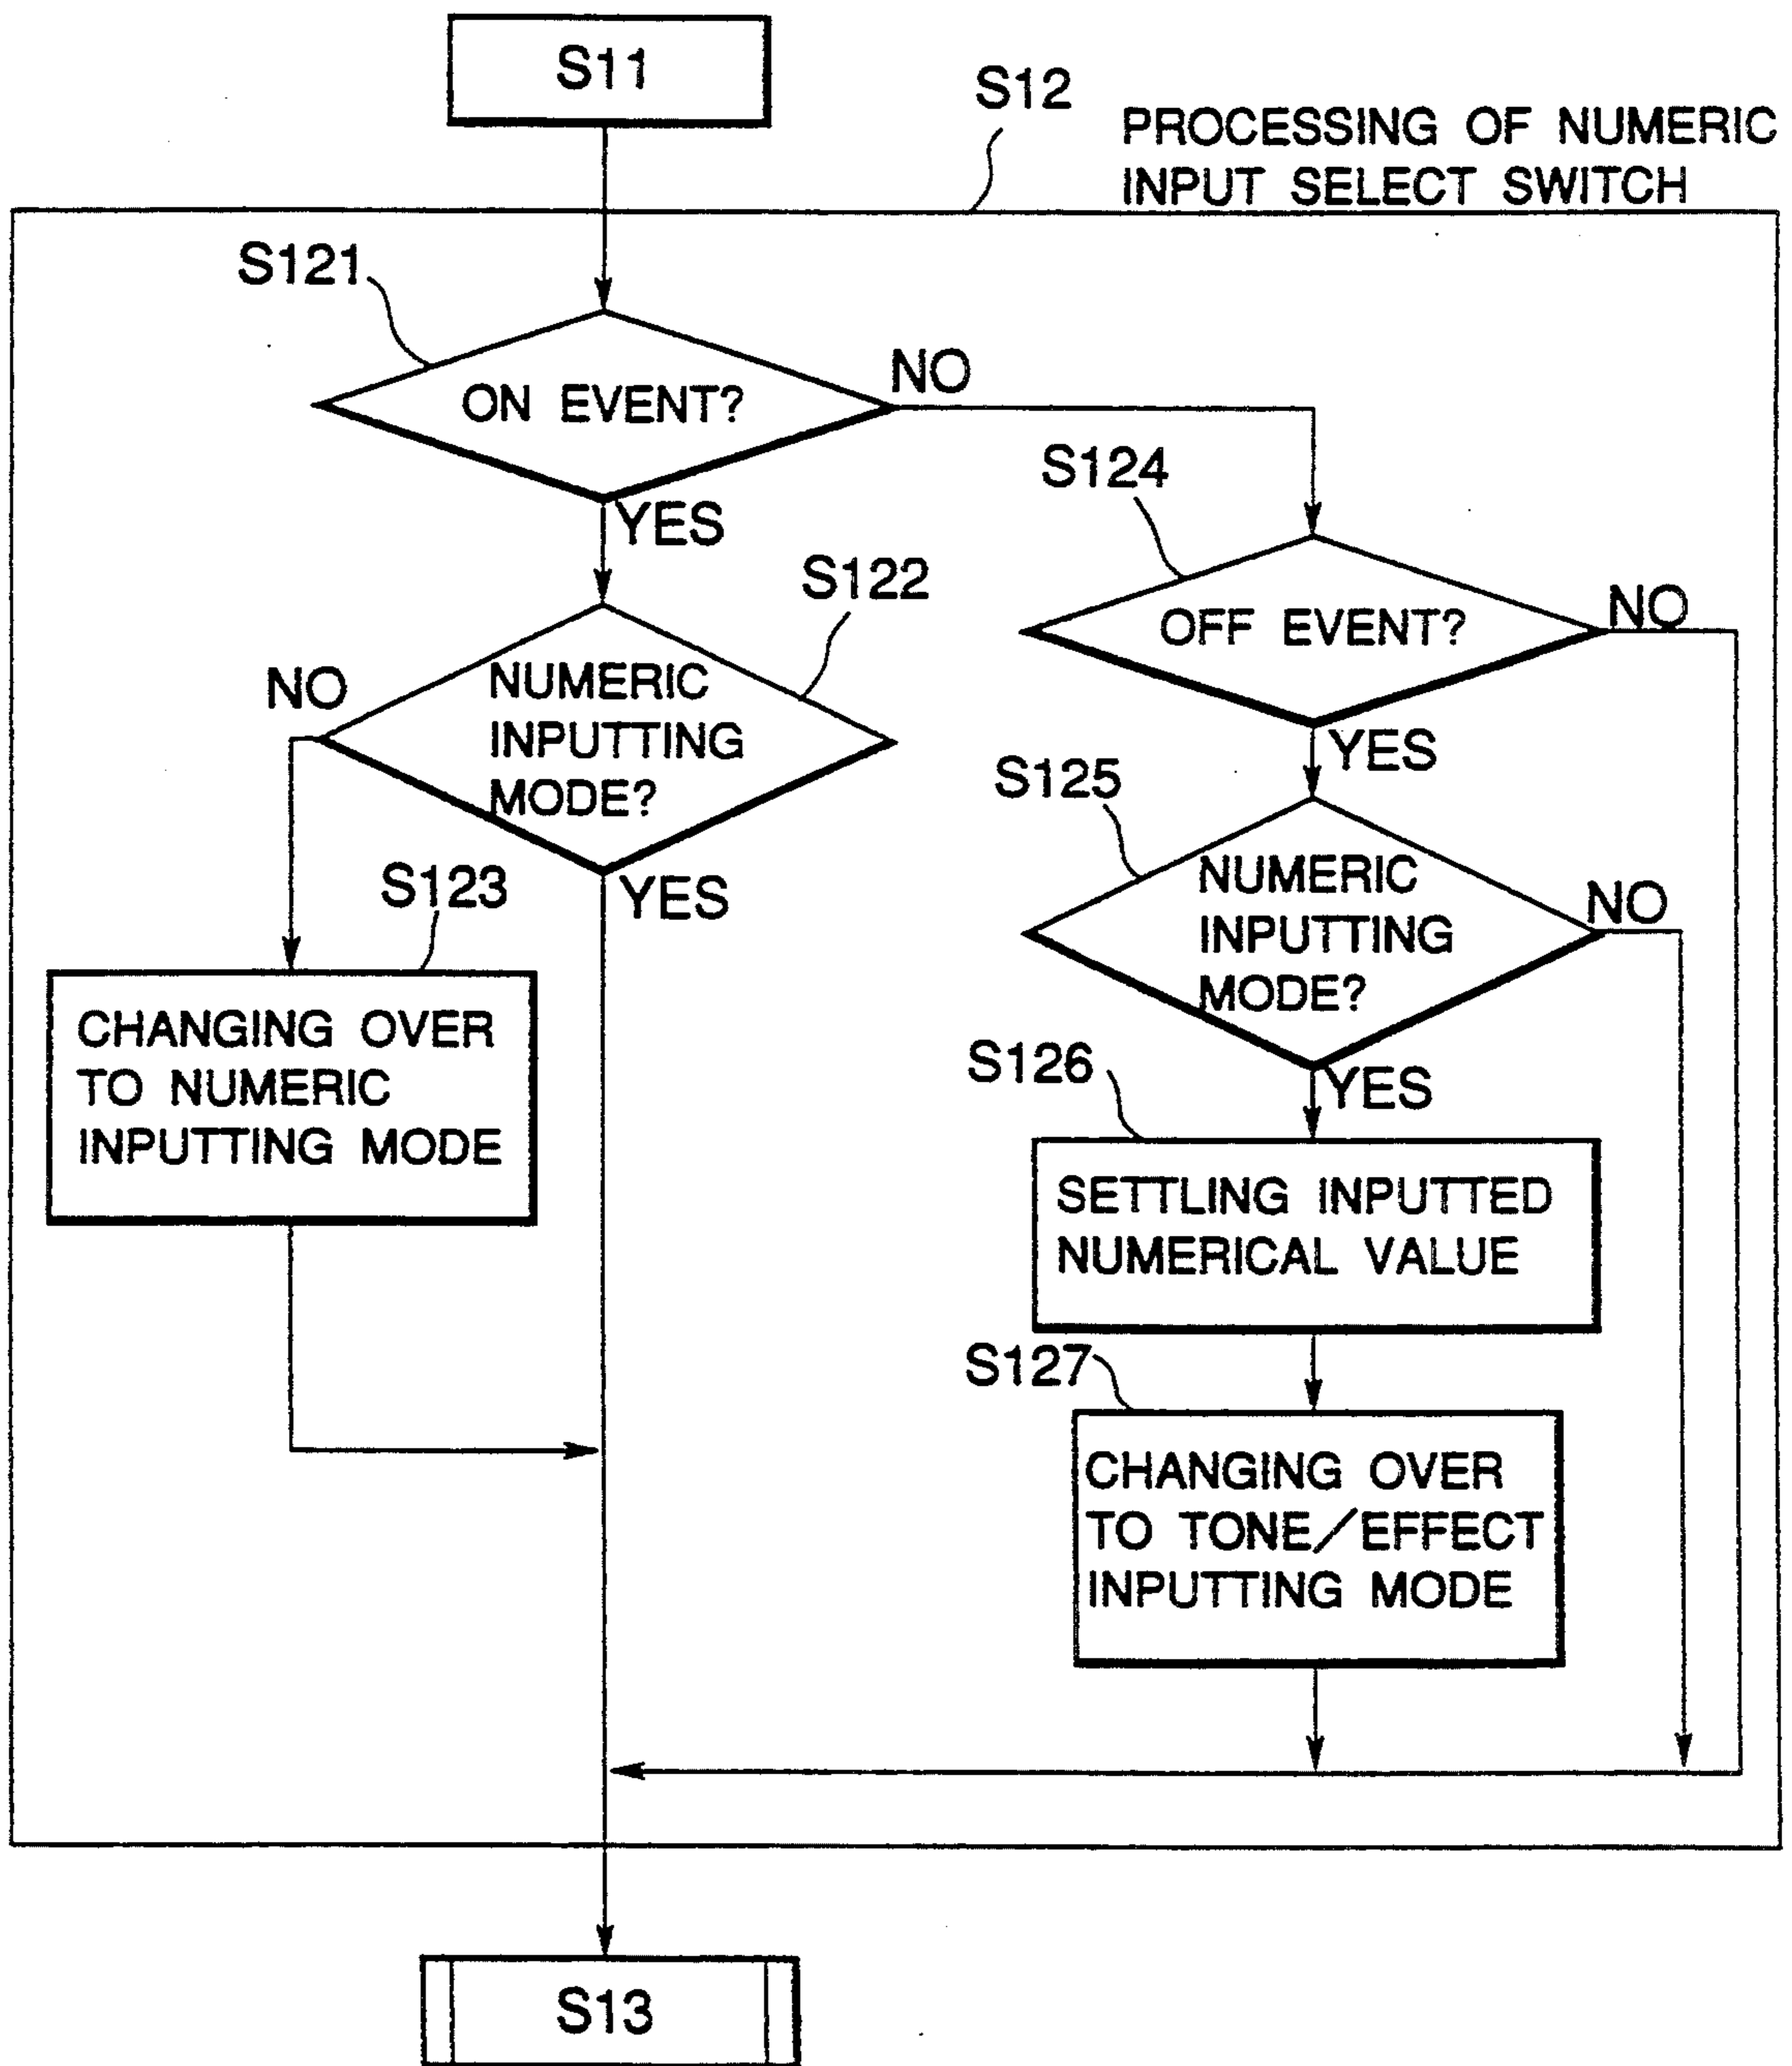 S11
S12
PROCESSING OF NUMERIC
INPUT SELECT SWITCH
S121
ON EVENT?
NO
YES
S122
NUMERIC
INPUTTING
MODE?
NO
YES
S123
CHANGING OVER
TO NUMERIC
INPUTTING MODE
S124
OFF EVENT?
NO
YES
S125
NUMERIC
INPUTTING
MODE?
NO
YES
S126
SETTLING INPUTTED
NUMERICAL VALUE
S127
CHANGING OVER
TO TONE/EFFECT
INPUTTING MODE
S13